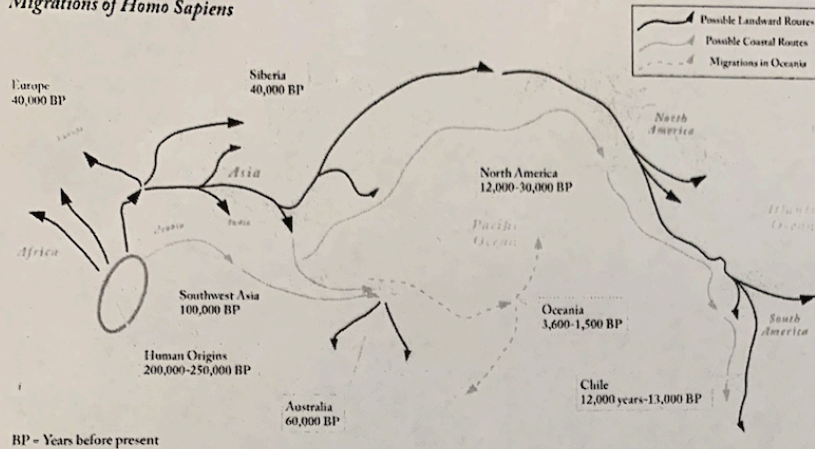 Migrations of Homo Sapiens
Possible Landward Routes
Possible Coastal Routes
Migrations in Oceania
Europe
40,000 BP
Siberia
40,000 BP
Asia
North
America
North America
12,000-30,000 BP
Pacific
Ocean
Africa
Southwest Asia
100,000 BP
Oceania
3,600-1,500 BP
South
America
Human Origins
200,000-250,000 BP
Chile
12,000 years-13,000 BP
Australia
60,000 BP
BP = Years before present